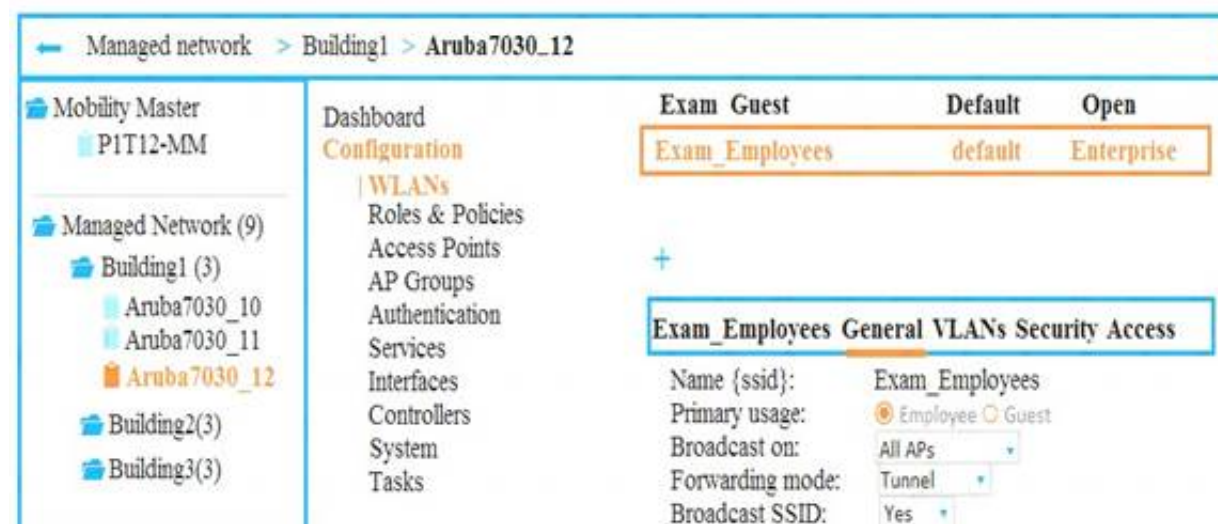 ← Managed network > Building1 > Aruba7030_12
Mobility Master
P1T12-MM
Managed Network (9)
Building1 (3)
Aruba7030_10
Aruba7030_11
Aruba7030_12
Building2(3)
Building3(3)
Dashboard
Configuration
| WLANs
Roles & Policies
Access Points
AP Groups
Authentication
Services
Interfaces
Controllers
System
Tasks
Exam_Guest Default Open
Exam_Employees default Enterprise
+
Exam_Employees General VLANs Security Access
Name {ssid}: Exam_Employees
Primary usage: Employee Guest
Broadcast on: All APs
Forwarding mode: Tunnel
Broadcast SSID: Yes